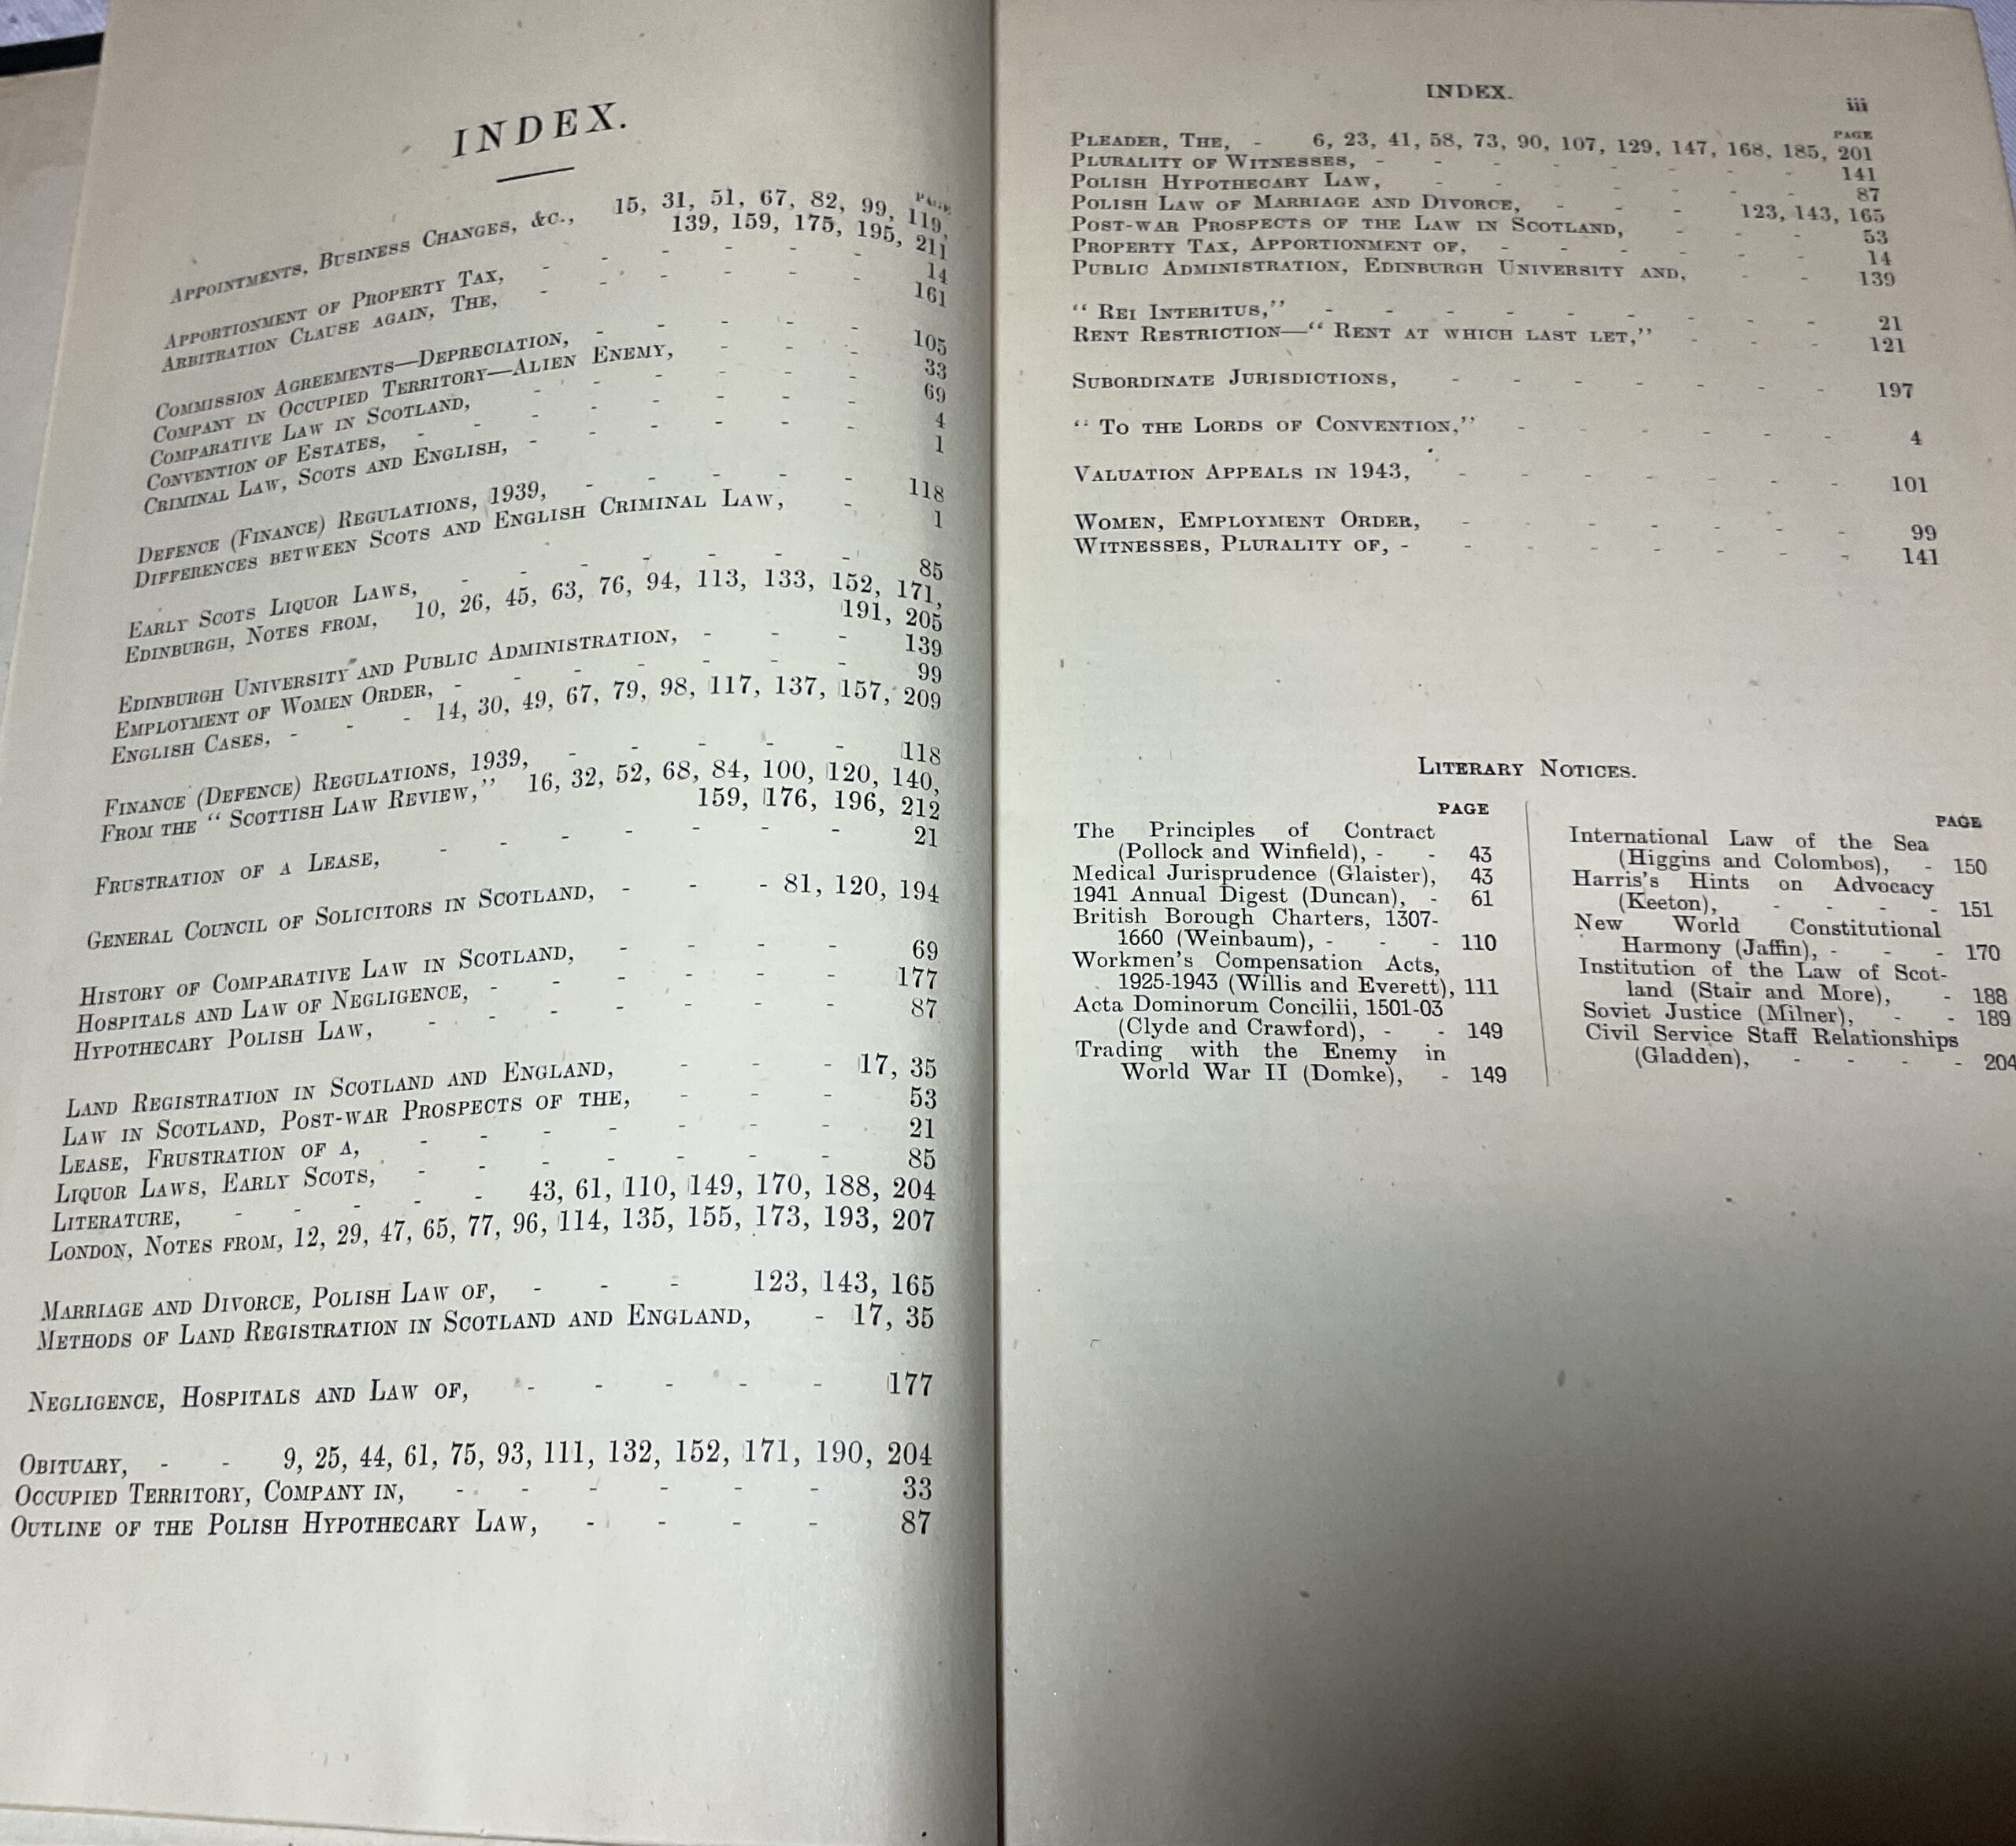 INDEX.
PAGE
APPOINTMENTS, BUSINESS CHANGES, &c., 15, 31, 51, 67, 82, 99, 119,
139, 159, 175, 195, 211
APPORTIONMENT OF PROPERTY TAX, - - - - - 14
ARBITRATION CLAUSE AGAIN, THE, - - - - - 161
COMMISSION AGREEMENTS—DEPRECIATION, - - - - - 105
COMPANY IN OCCUPIED TERRITORY—ALIEN ENEMY, - - - 33
COMPARATIVE LAW IN SCOTLAND, - - - - - - 69
CONVENTION OF ESTATES, - - - - - - - 4
CRIMINAL LAW, SCOTS AND ENGLISH, - - - - - - 1
DEFENCE (FINANCE) REGULATIONS, 1939, - - - - - 118
DIFFERENCES BETWEEN SCOTS AND ENGLISH CRIMINAL LAW, - 1
EARLY SCOTS LIQUOR LAWS, - - - - - - - 85
EDINBURGH, NOTES FROM, 10, 26, 45, 63, 76, 94, 113, 133, 152, 171,
191, 205
EDINBURGH UNIVERSITY AND PUBLIC ADMINISTRATION, - - - 139
EMPLOYMENT OF WOMEN ORDER, - - - - - - - 99
ENGLISH CASES, - - - 14, 30, 49, 67, 79, 98, 117, 137, 157, 209
FINANCE (DEFENCE) REGULATIONS, 1939, - - - - - 118
FROM THE “ SCOTTISH LAW REVIEW,” 16, 32, 52, 68, 84, 100, 120, 140,
159, 176, 196, 212
FRUSTRATION OF A LEASE, - - - - - - - 21
GENERAL COUNCIL OF SOLICITORS IN SCOTLAND, - - - 81, 120, 194
HISTORY OF COMPARATIVE LAW IN SCOTLAND, - - - - 69
HOSPITALS AND LAW OF NEGLIGENCE, - - - - - - 177
HYPOTHECARY POLISH LAW, - - - - - - - 87
LAND REGISTRATION IN SCOTLAND AND ENGLAND, - - - 17, 35
LAW IN SCOTLAND, POST-WAR PROSPECTS OF THE, - - - 53
LEASE, FRUSTRATION OF A, - - - - - - - 21
LIQUOR LAWS, EARLY SCOTS, - - - - - - - 85
LITERATURE, - - - - - 43, 61, 110, 149, 170, 188, 204
LONDON, NOTES FROM, 12, 29, 47, 65, 77, 96, 114, 135, 155, 173, 193, 207
MARRIAGE AND DIVORCE, POLISH LAW OF, - - - 123, 143, 165
METHODS OF LAND REGISTRATION IN SCOTLAND AND ENGLAND, - 17, 35
NEGLIGENCE, HOSPITALS AND LAW OF, - - - - - 177
OBITUARY, - - 9, 25, 44, 61, 75, 93, 111, 132, 152, 171, 190, 204
OCCUPIED TERRITORY, COMPANY IN, - - - - - - 33
OUTLINE OF THE POLISH HYPOTHECARY LAW, - - - - 87
INDEX. iii
PAGE
PLEADER, THE, - 6, 23, 41, 58, 73, 90, 107, 129, 147, 168, 185, 201
PLURALITY OF WITNESSES, - - - - - - - - 141
POLISH HYPOTHECARY LAW, - - - - - - - 87
POLISH LAW OF MARRIAGE AND DIVORCE, - - - 123, 143, 165
POST-WAR PROSPECTS OF THE LAW IN SCOTLAND, - - - 53
PROPERTY TAX, APPORTIONMENT OF, - - - - - - 14
PUBLIC ADMINISTRATION, EDINBURGH UNIVERSITY AND, - - 139
“ REI INTERITUS,” - - - - - - - - - 21
RENT RESTRICTION—“ RENT AT WHICH LAST LET,” - - - 121
SUBORDINATE JURISDICTIONS, - - - - - - - 197
“ TO THE LORDS OF CONVENTION,” - - - - - - 4
VALUATION APPEALS IN 1943, - - - - - - - 101
WOMEN, EMPLOYMENT ORDER, - - - - - - - 99
WITNESSES, PLURALITY OF, - - - - - - - - 141
LITERARY NOTICES.
PAGE
The Principles of Contract
(Pollock and Winfield), - - 43
Medical Jurisprudence (Glaister), 43
1941 Annual Digest (Duncan), - 61
British Borough Charters, 1307-
1660 (Weinbaum), - - - 110
Workmen's Compensation Acts,
1925-1943 (Willis and Everett), 111
Acta Dominorum Concilii, 1501-03
(Clyde and Crawford), - - 149
Trading with the Enemy in
World War II (Domke), - 149
PAGE
International Law of the Sea
(Higgins and Colombos), - 150
Harris's Hints on Advocacy
(Keeton), - - - - 151
New World Constitutional
Harmony (Jaffin), - - - 170
Institution of the Law of Scot-
land (Stair and More), - 188
Soviet Justice (Milner), - - 189
Civil Service Staff Relationships
(Gladden), - - - - 204